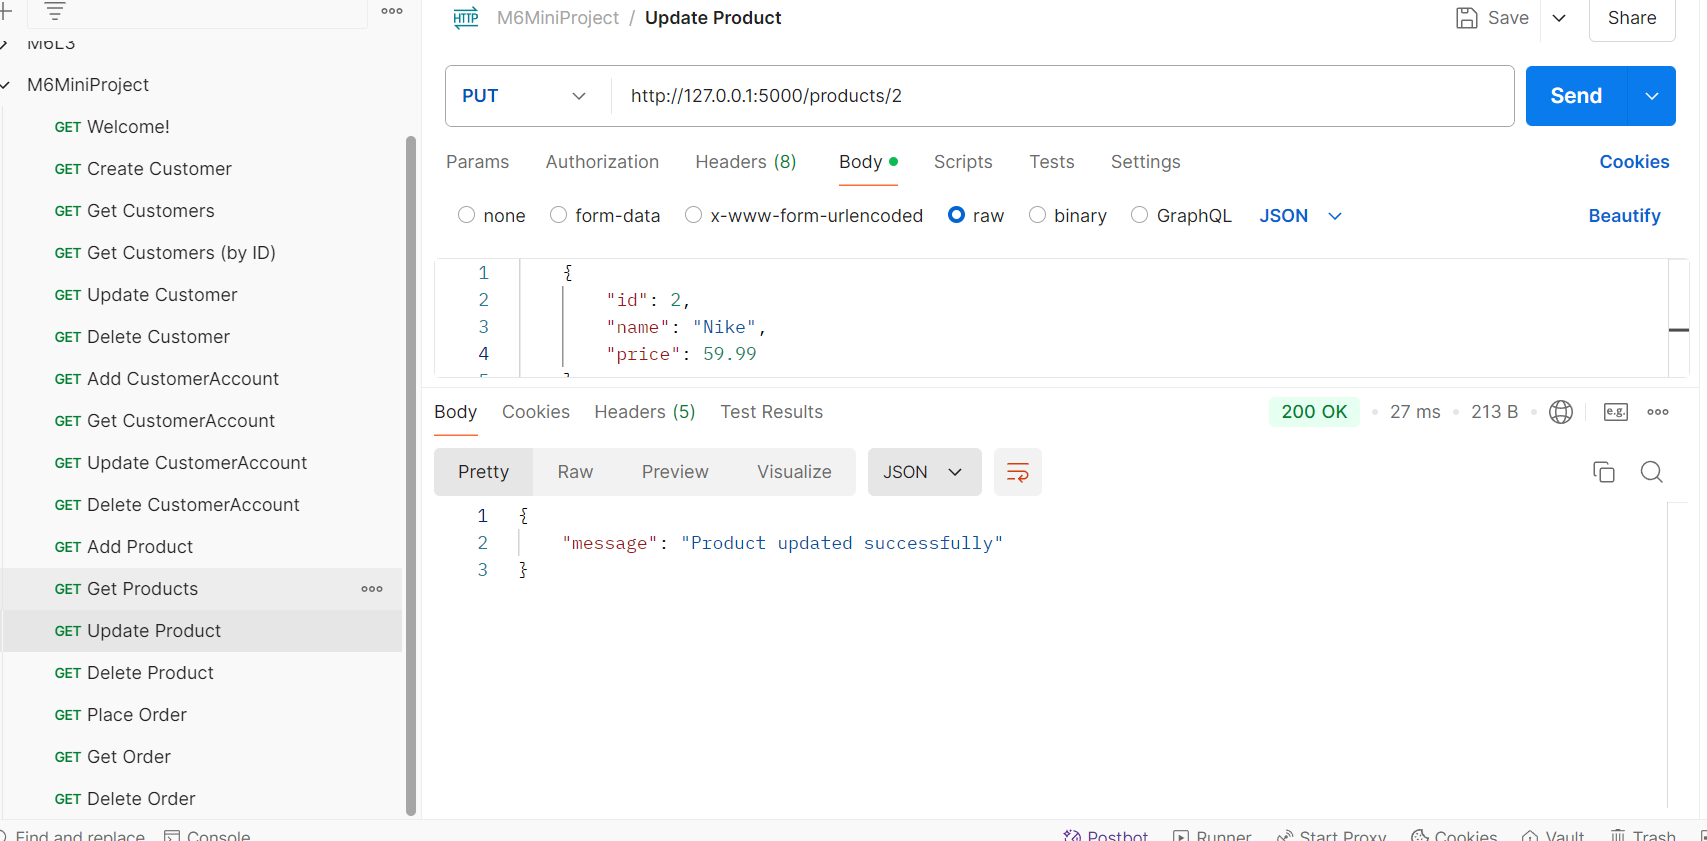 M6MiniProject / Update Product
Save
Share
M6L3
M6MiniProject
GET Welcome!
GET Create Customer
GET Get Customers
GET Get Customers (by ID)
GET Update Customer
GET Delete Customer
GET Add CustomerAccount
GET Get CustomerAccount
GET Update CustomerAccount
GET Delete CustomerAccount
GET Add Product
GET Get Products
GET Update Product
GET Delete Product
GET Place Order
GET Get Order
GET Delete Order
HTTP
PUT http://127.0.0.1:5000/products/2 Send
Params Authorization Headers (8) Body Scripts Tests Settings Cookies
none form-data x-www-form-urlencoded raw binary GraphQL JSON Beautify
1 {
2 "id": 2,
3 "name": "Nike",
4 "price": 59.99
5 }
Body Cookies Headers (5) Test Results 200 OK 27 ms 213 B e.g.
Pretty Raw Preview Visualize JSON
1 {
2 "message": "Product updated successfully"
3 }
Find and replace Console Postbot Runner Start Proxy Cookies Vault Trash